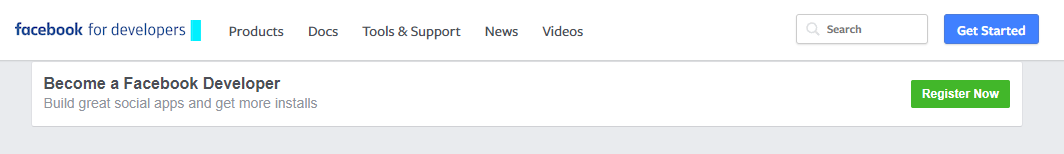 facebook for developers Products Docs Tools & Support News Videos Search Get Started
Become a Facebook Developer
Build great social apps and get more installs
Register Now